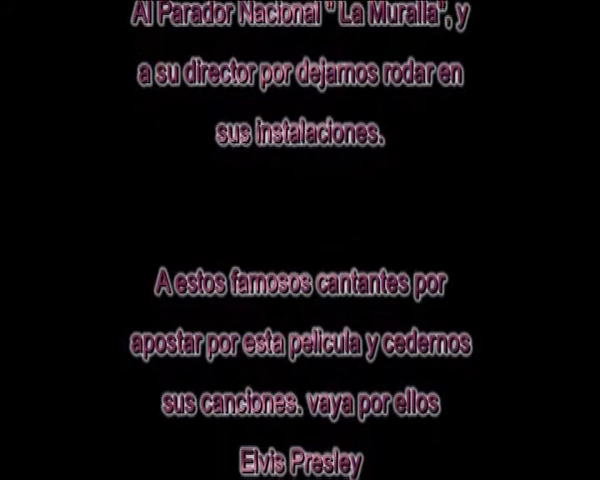 Al Parador Nacional " La Muralla", y
a su director por dejarnos rodar en
sus instalaciones.
A estos famosos cantantes por
apostar por esta pelicula y cedernos
sus canciones. vaya por ellos
Elvis Presley